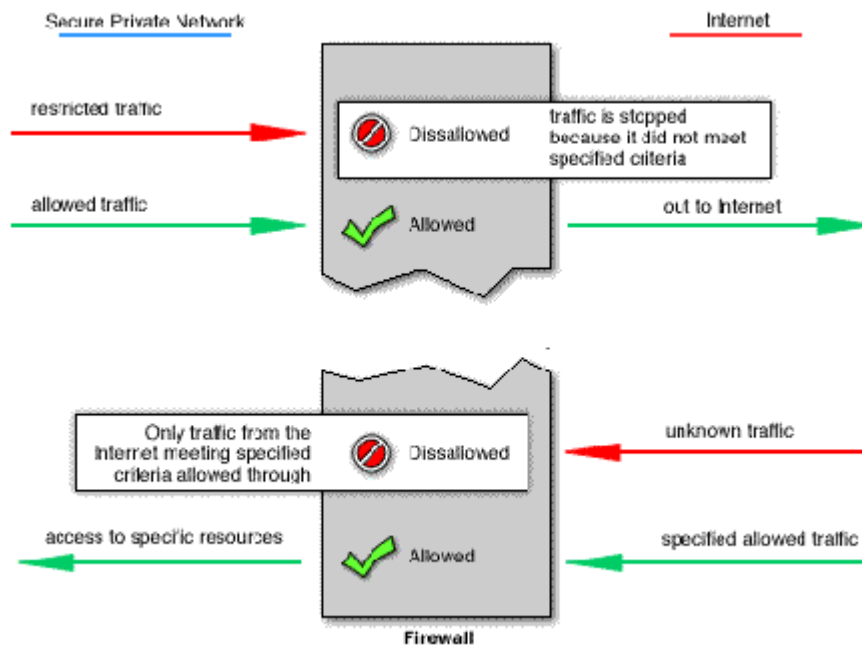 Secure Private Network
Internet
restricted traffic
Dissallowed
traffic is stopped
because it did not meet
specified criteria
allowed traffic
Allowed
out to Internet
Only traffic from the
Internet meeting specified
criteria allowed through
Dissallowed
unknown traffic
access to specific resources
Allowed
specified allowed traffic
Firewall